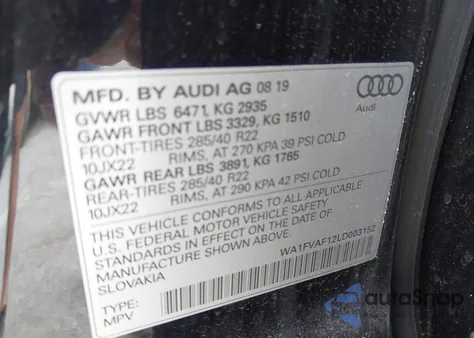 MFD. BY AUDI AG 08 19
GVWR LBS 6471, KG 2935
GAWR FRONT LBS 3329, KG 1510
FRONT-TIRES 285/40 R22
10JX22 RIMS, AT 270 KPA 39 PSI COLD
GAWR REAR LBS 3891, KG 1765
REAR-TIRES 285/40 R22
10JX22 RIMS, AT 290 KPA 42 PSI COLD
THIS VEHICLE CONFORMS TO ALL APPLICABLE
U.S. FEDERAL MOTOR VEHICLE SAFETY
STANDARDS IN EFFECT ON THE DATE OF
MANUFACTURE SHOWN ABOVE.
SLOVAKIA WA1FVAF12LD003152
TYPE:
MPV
Audi
autoSnap